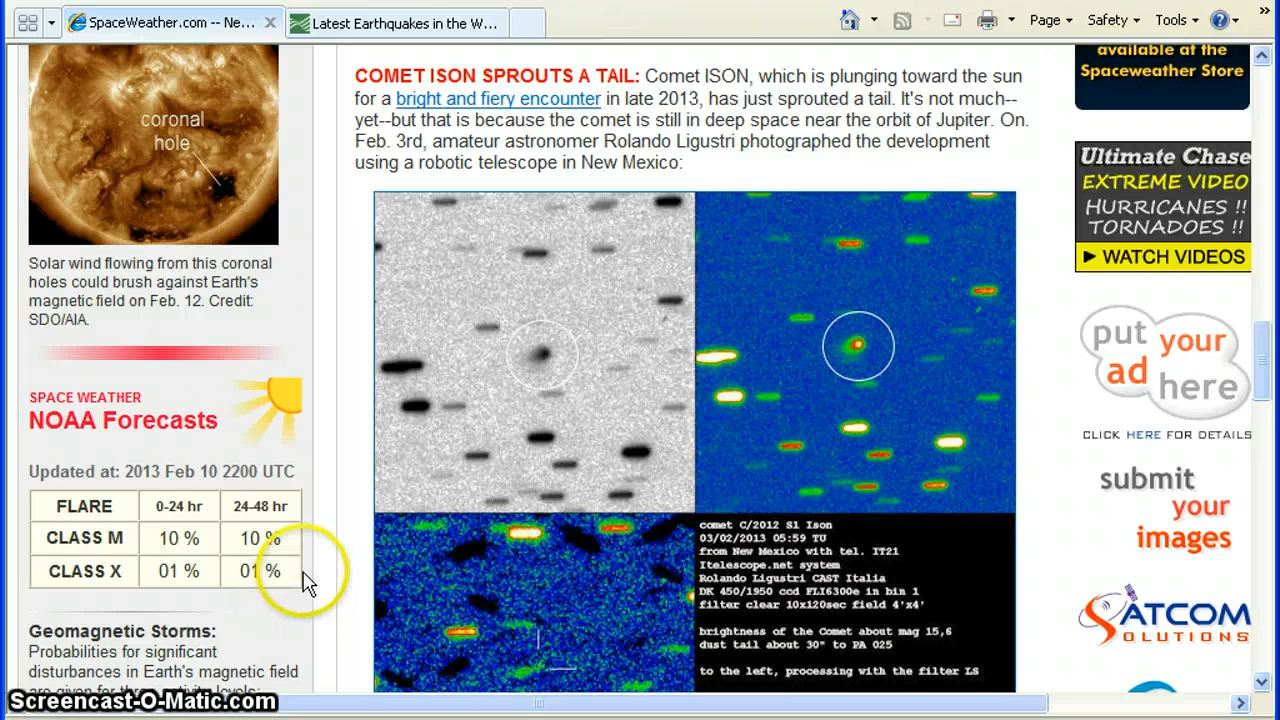 SpaceWeather.com -- Ne...
Latest Earthquakes in the W...
Page
Safety
Tools
coronal
hole
Solar wind flowing from this coronal
holes could brush against Earth's
magnetic field on Feb. 12. Credit:
SDO/AIA.
SPACE WEATHER
NOAA Forecasts
Updated at: 2013 Feb 10 2200 UTC
FLARE 0-24 hr 24-48 hr
CLASS M 10 % 10 %
CLASS X 01 % 01 %
Geomagnetic Storms:
Probabilities for significant
disturbances in Earth's magnetic field
are given for three activity levels:
COMET ISON SPROUTS A TAIL: Comet ISON, which is plunging toward the sun
for a bright and fiery encounter in late 2013, has just sprouted a tail. It's not much--
yet--but that is because the comet is still in deep space near the orbit of Jupiter. On.
Feb. 3rd, amateur astronomer Rolando Ligustri photographed the development
using a robotic telescope in New Mexico:
comet C/2012 S1 Ison
03/02/2013 05:59 TU
from New Mexico with tel. IT21
Itelescope.net system
Rolando Ligustri CAST Italia
DK 450/1950 ccd FLI6300e in bin 1
filter clear 10x120sec field 4'x4'
brightness of the Comet about mag 15,6
dust tail about 30" to PA 025
to the left, processing with the filter LS
available at the
Spaceweather Store
Ultimate Chase
EXTREME VIDEO
HURRICANES !!
TORNADOES !!
WATCH VIDEOS
put your
ad here
CLICK HERE FOR DETAILS
submit
your
images
SATCOM
SOLUTIONS
Screencast-O-Matic.com